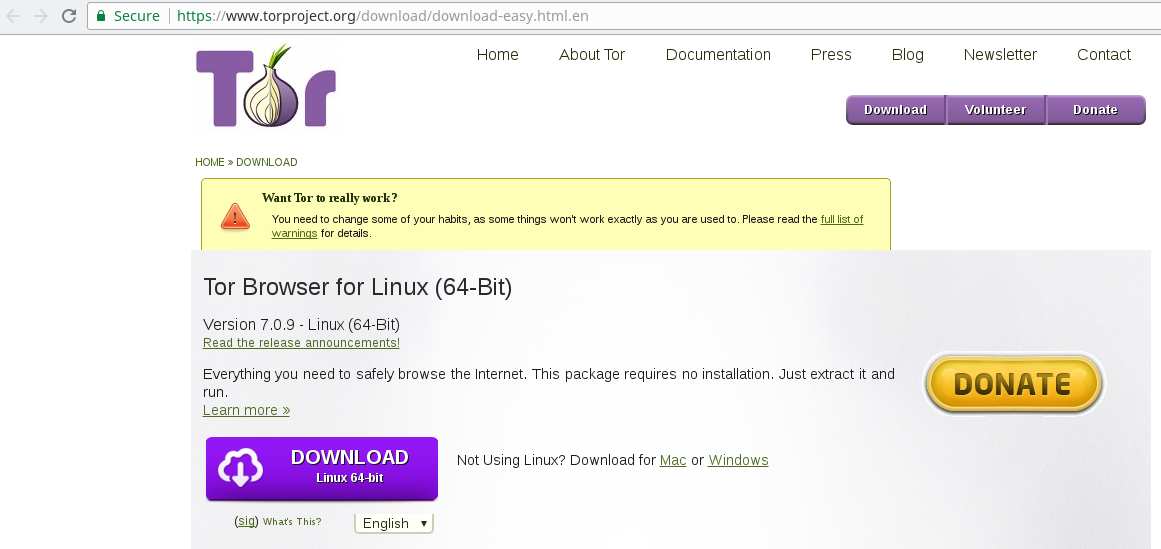 Secure https://www.torproject.org/download/download-easy.html.en
Tor
Home About Tor Documentation Press Blog Newsletter Contact
Download Volunteer Donate
HOME » DOWNLOAD
Want Tor to really work?
You need to change some of your habits, as some things won't work exactly as you are used to. Please read the full list of
warnings for details.
Tor Browser for Linux (64-Bit)
Version 7.0.9 - Linux (64-Bit)
Read the release announcements!
Everything you need to safely browse the Internet. This package requires no installation. Just extract it and
run.
Learn more »
DONATE
DOWNLOAD
Linux 64-bit
Not Using Linux? Download for Mac or Windows
(sig) What's This?
English